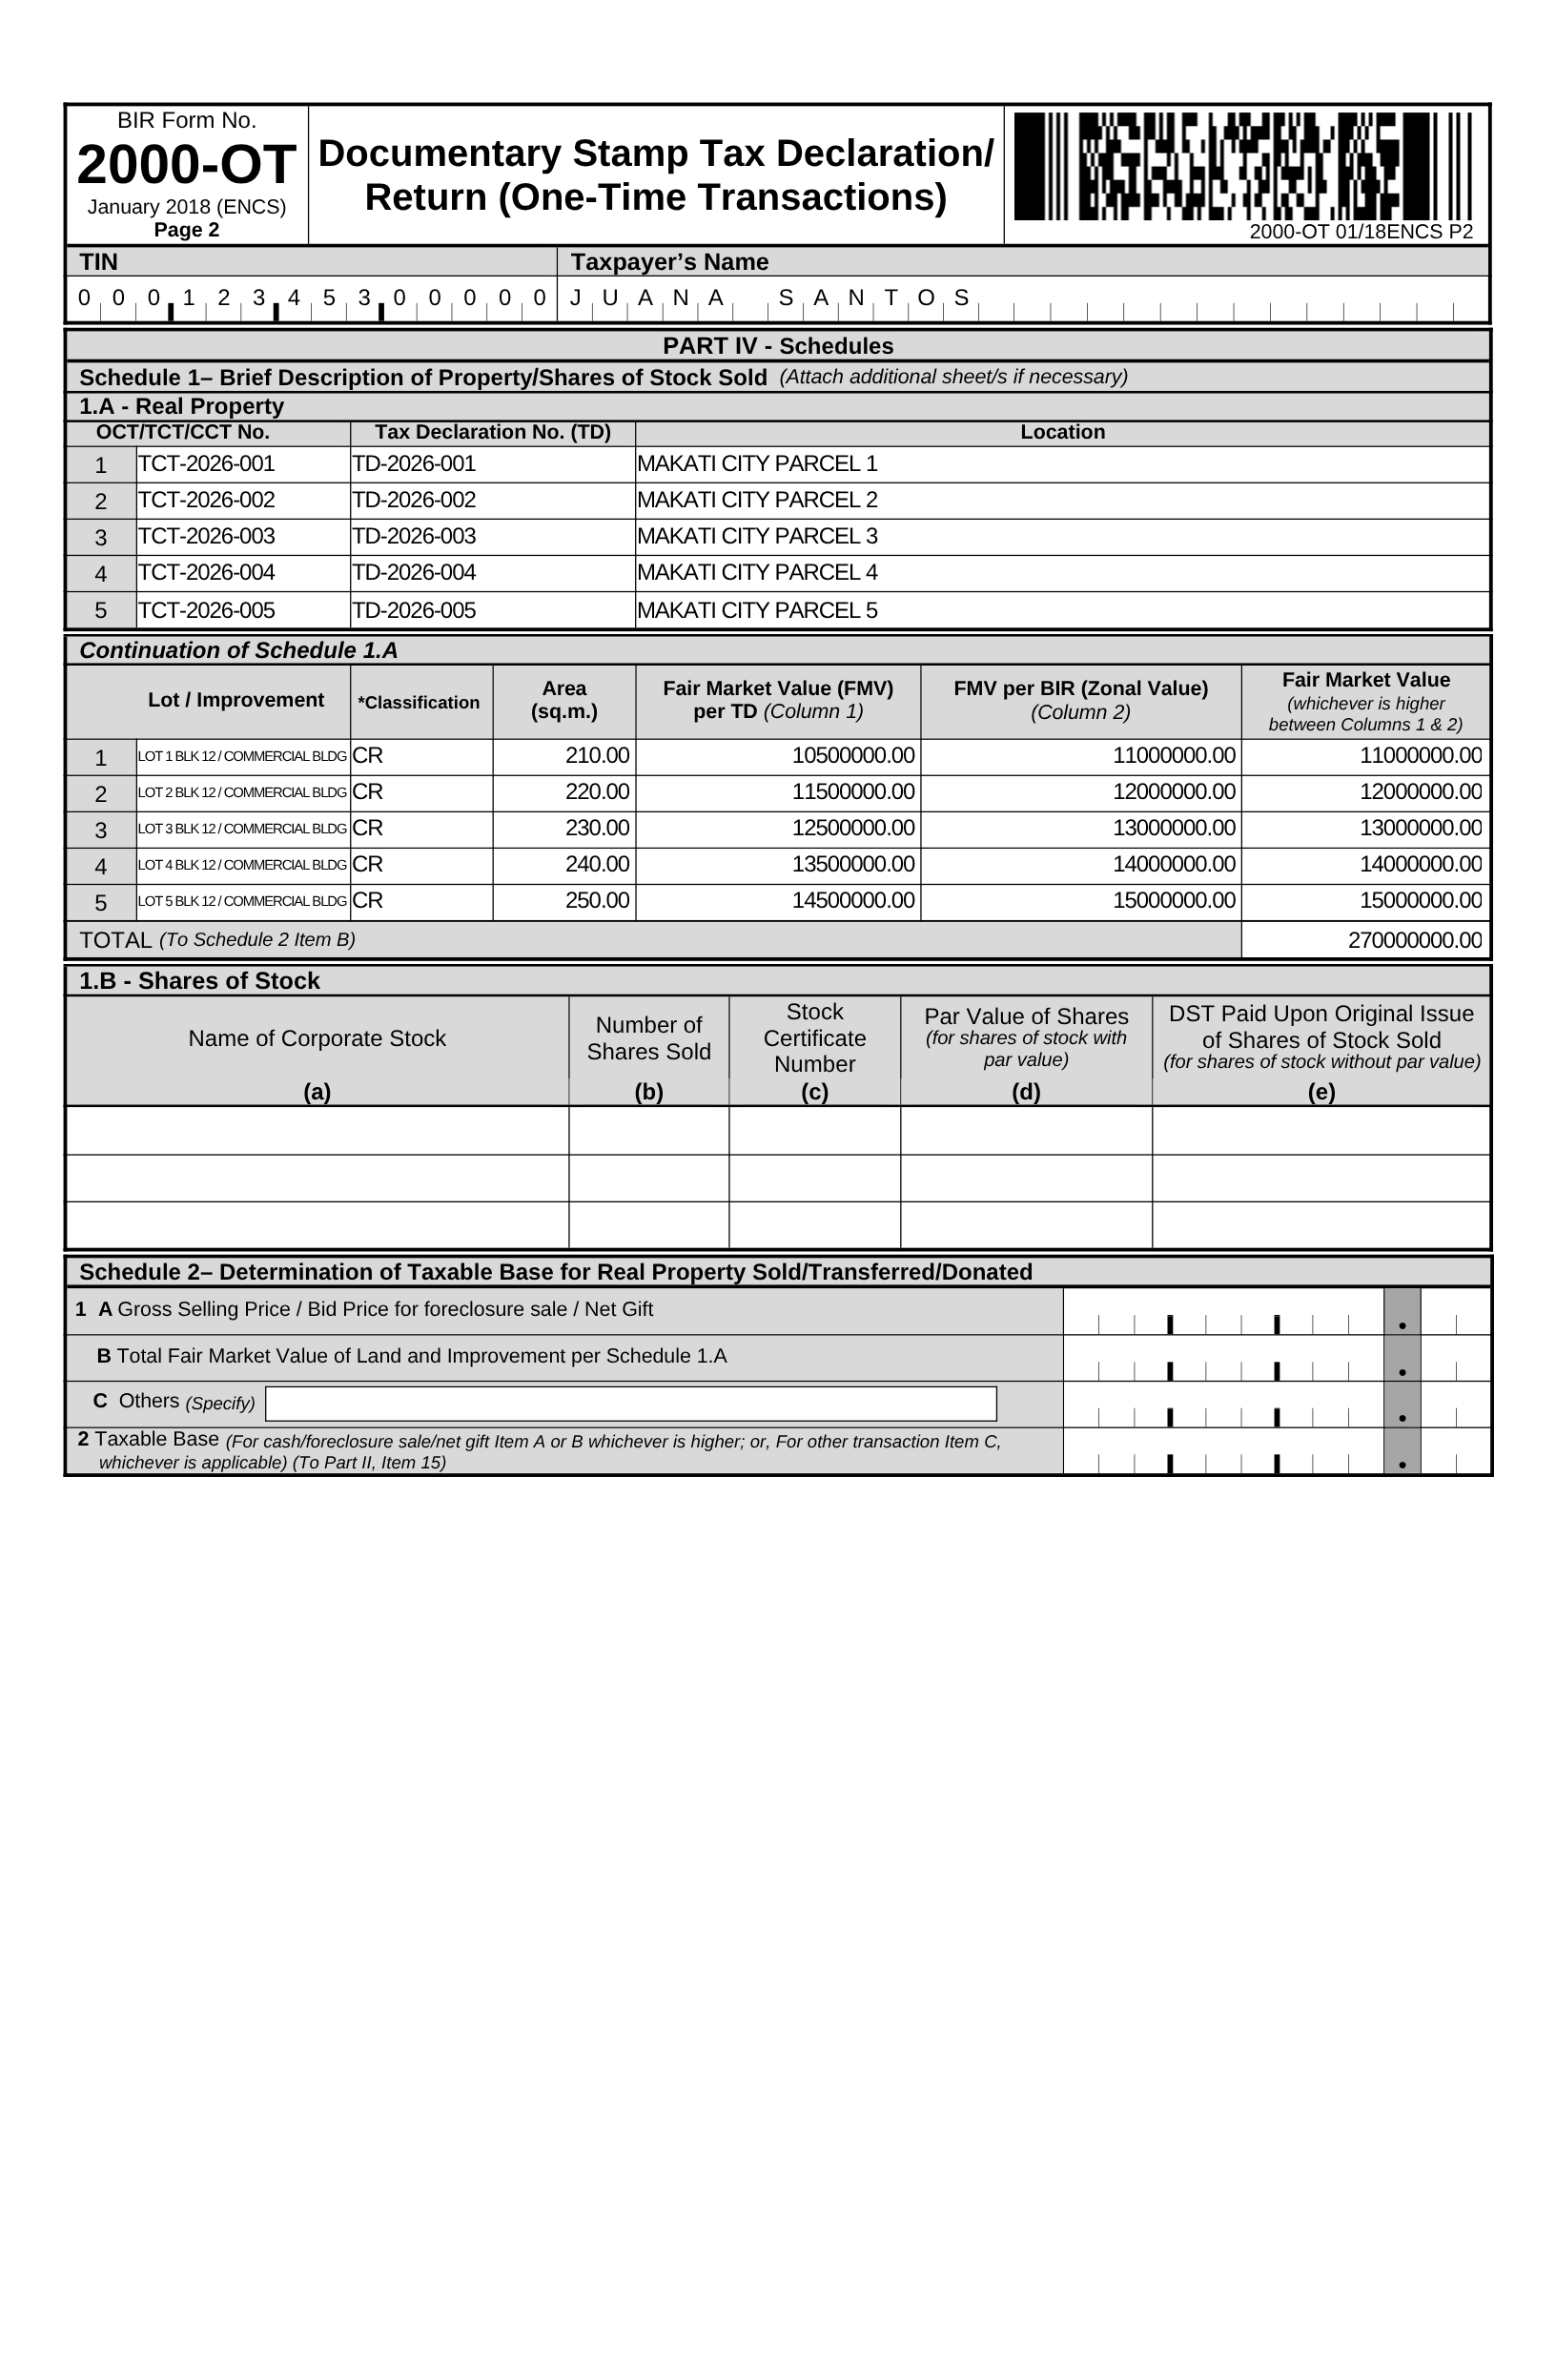 BIR Form No.
2000-OT
January 2018 (ENCS)
Page 2
Documentary Stamp Tax Declaration/
Return (One-Time Transactions)
2000-OT 01/18ENCS P2
TIN Taxpayer’s Name
0 0 0 1 2 3 4 5 3 0 0 0 0 0 J U A N A S A N T O S
PART IV - Schedules
Schedule 1– Brief Description of Property/Shares of Stock Sold (Attach additional sheet/s if necessary)
1.A - Real Property
OCT/TCT/CCT No. Tax Declaration No. (TD) Location
1 TCT-2026-001 TD-2026-001 MAKATI CITY PARCEL 1
2 TCT-2026-002 TD-2026-002 MAKATI CITY PARCEL 2
3 TCT-2026-003 TD-2026-003 MAKATI CITY PARCEL 3
4 TCT-2026-004 TD-2026-004 MAKATI CITY PARCEL 4
5 TCT-2026-005 TD-2026-005 MAKATI CITY PARCEL 5
Continuation of Schedule 1.A
Lot / Improvement
*Classification
Area
(sq.m.)
Fair Market Value (FMV)
per TD (Column 1)
FMV per BIR (Zonal Value)
(Column 2)
Fair Market Value
(whichever is higher
between Columns 1 & 2)
1 LOT 1 BLK 12 / COMMERCIAL BLDG CR 210.00 10500000.00 11000000.00 11000000.00
2 LOT 2 BLK 12 / COMMERCIAL BLDG CR 220.00 11500000.00 12000000.00 12000000.00
3 LOT 3 BLK 12 / COMMERCIAL BLDG CR 230.00 12500000.00 13000000.00 13000000.00
4 LOT 4 BLK 12 / COMMERCIAL BLDG CR 240.00 13500000.00 14000000.00 14000000.00
5 LOT 5 BLK 12 / COMMERCIAL BLDG CR 250.00 14500000.00 15000000.00 15000000.00
TOTAL (To Schedule 2 Item B) 270000000.00
1.B - Shares of Stock
Name of Corporate Stock
(a)
Number of
Shares Sold
(b)
Stock
Certificate
Number
(c)
Par Value of Shares
(for shares of stock with
par value)
(d)
DST Paid Upon Original Issue
of Shares of Stock Sold
(for shares of stock without par value)
(e)
Schedule 2– Determination of Taxable Base for Real Property Sold/Transferred/Donated
1 A Gross Selling Price / Bid Price for foreclosure sale / Net Gift
B Total Fair Market Value of Land and Improvement per Schedule 1.A
C Others (Specify)
2 Taxable Base (For cash/foreclosure sale/net gift Item A or B whichever is higher; or, For other transaction Item C,
whichever is applicable) (To Part II, Item 15)